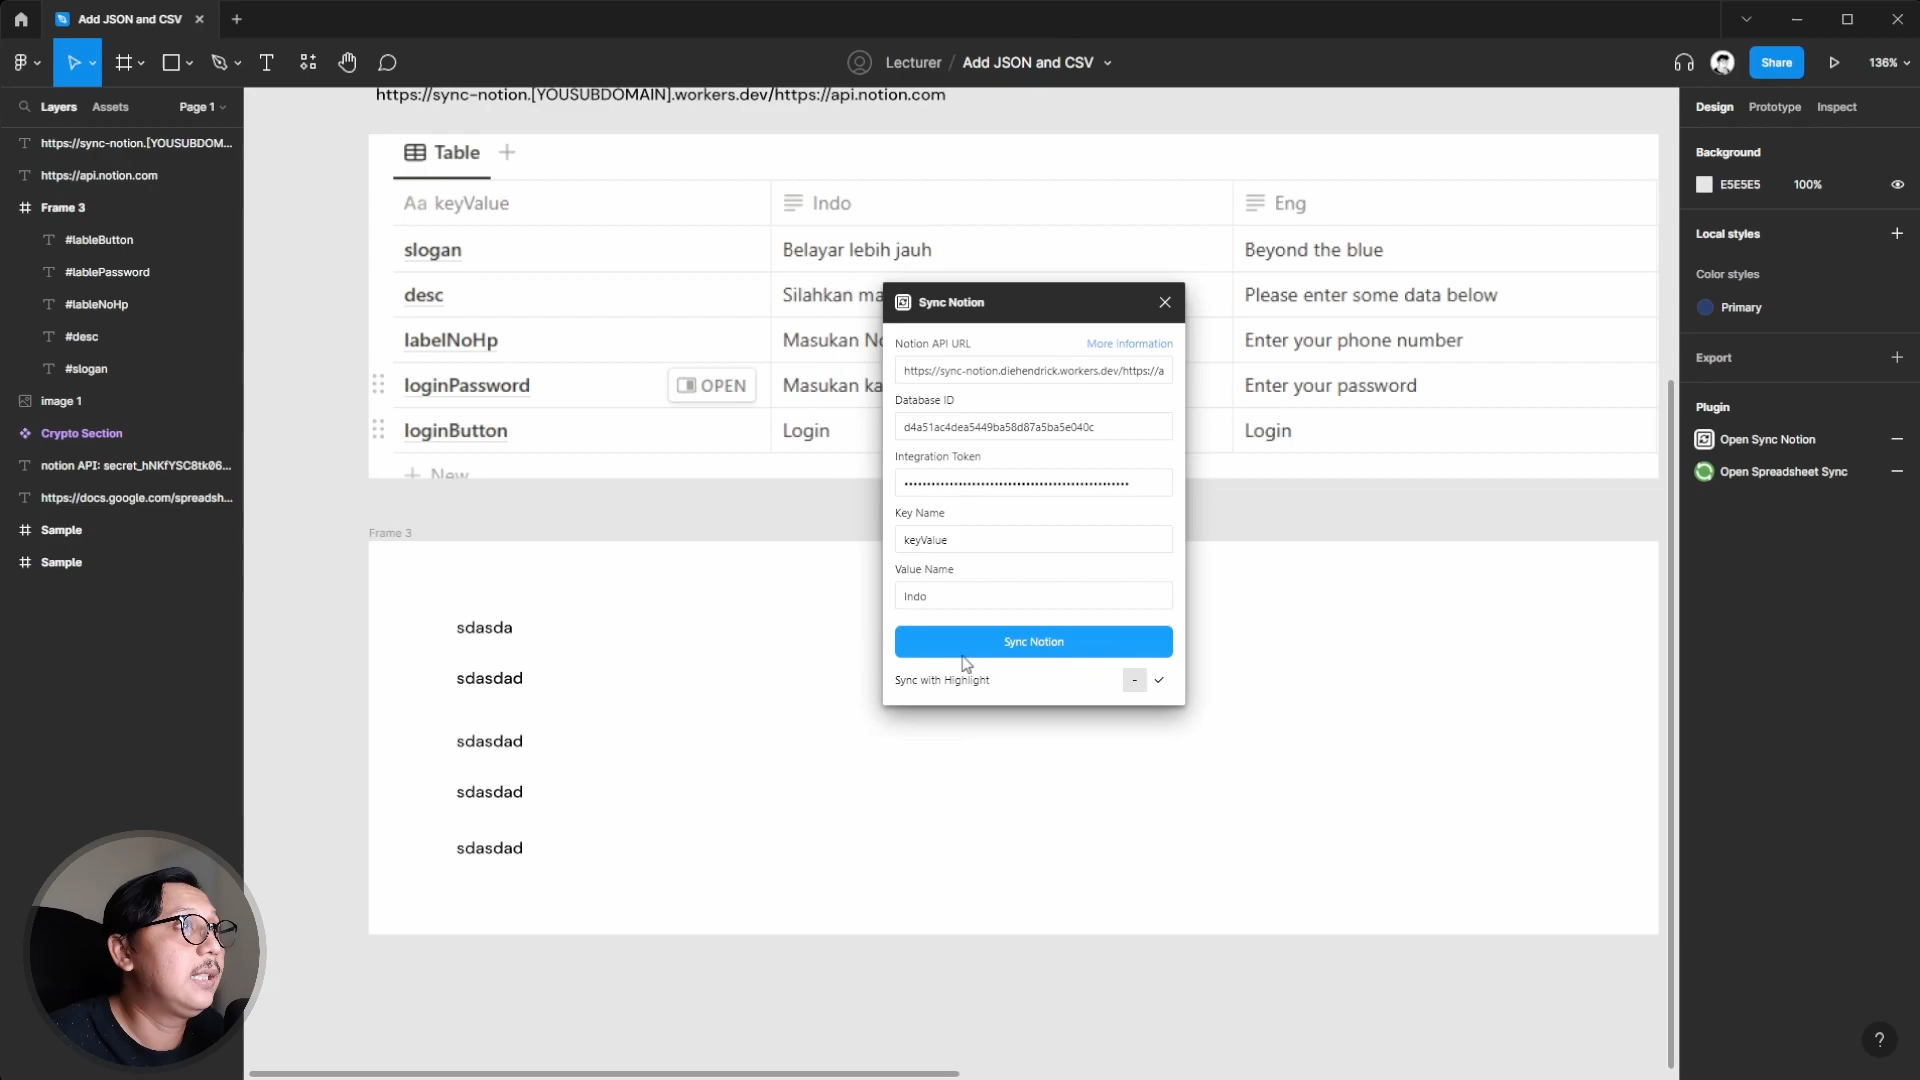 Add JSON and CSV
Lecturer / Add JSON and CSV
Share
136%
Layers
Assets
Page 1
https://sync-notion.[YOUSUBDOM...
https://api.notion.com
Frame 3
#lableButton
#lablePassword
#lableNoHp
#desc
#slogan
image 1
Crypto Section
notion API: secret_hNKfYSC8tk06...
https://docs.google.com/spreadsh...
Sample
Sample
https://sync-notion.[YOUSUBDOMAIN].workers.dev/https://api.notion.com
Table
Aa keyValue
Indo
Eng
slogan
Belayar lebih jauh
Beyond the blue
desc
Silahkan ma
Please enter some data below
labelNoHp
Masukan No
Enter your phone number
loginPassword
OPEN
Masukan ka
Enter your password
loginButton
Login
Login
New
Sync Notion
Notion API URL
More information
https://sync-notion.diehendrick.workers.dev/https://a
Database ID
d4a51ac4dea5449ba58d87a5ba5e040c
Integration Token
Key Name
keyValue
Value Name
Indo
Sync Notion
Sync with Highlight
-
Frame 3
sdasda
sdasdad
sdasdad
sdasdad
sdasdad
Design
Prototype
Inspect
Background
E5E5E5
100%
Local styles
Color styles
Primary
Export
Plugin
Open Sync Notion
Open Spreadsheet Sync
?